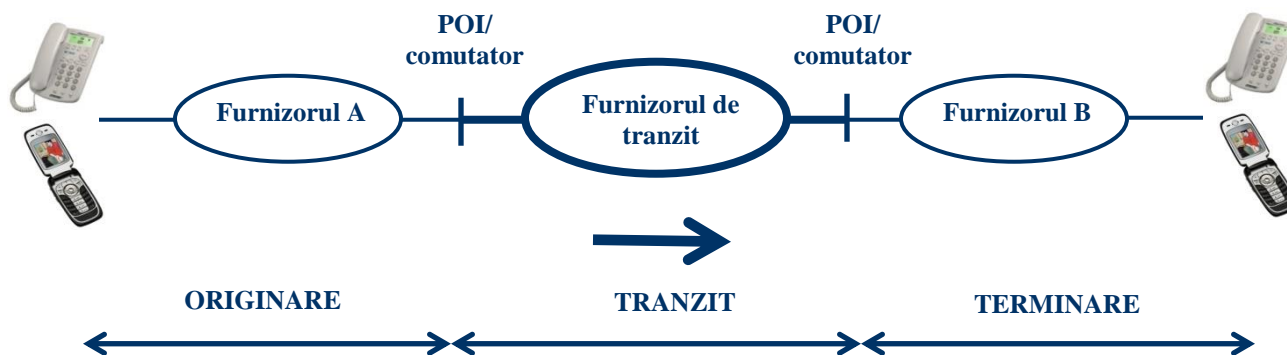 POI/
comutator
POI/
comutator
Furnizorul A
Furnizorul de
tranzit
Furnizorul B
ORIGINARE
TRANZIT
TERMINARE